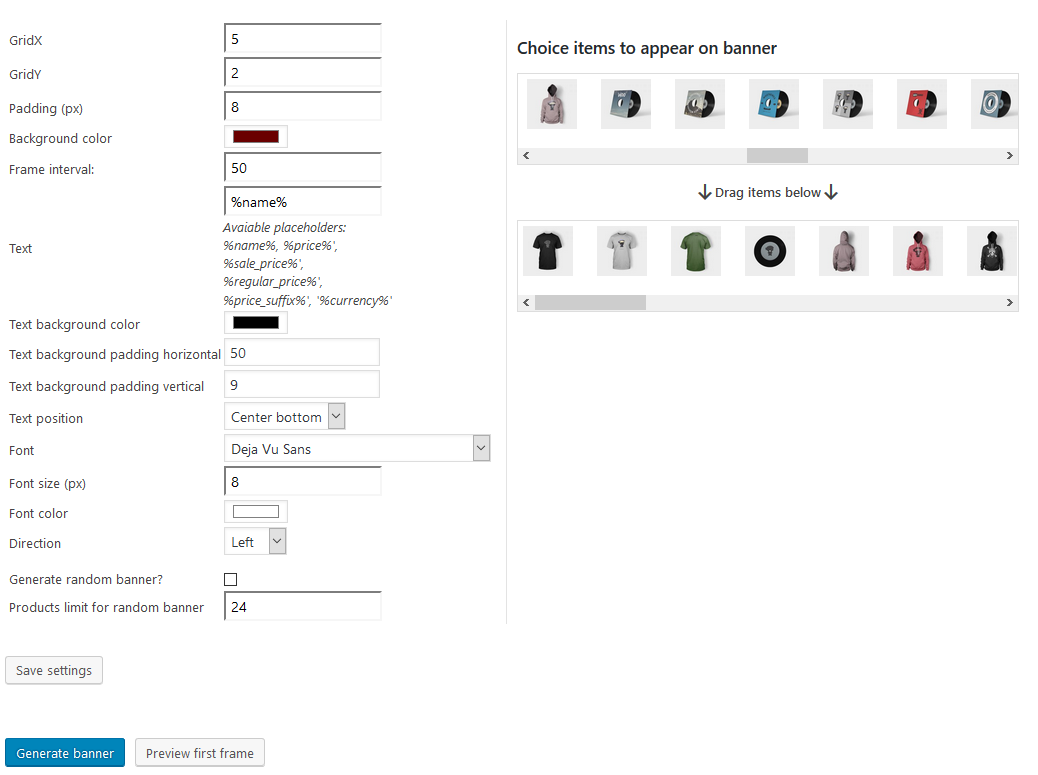 GridX 5
GridY 2
Padding (px) 8
Background color
Frame interval: 50
%name%
Text
Avaiable placeholders:
%name%, %price%',
%sale_price%',
%regular_price%',
%price_suffix%', '%currency%'
Text background color
Text background padding horizontal 50
Text background padding vertical 9
Text position Center bottom
Font Deja Vu Sans
Font size (px) 8
Font color
Direction Left
Generate random banner?
Products limit for random banner 24
Save settings
Generate banner Preview first frame
Choice items to appear on banner
Drag items below